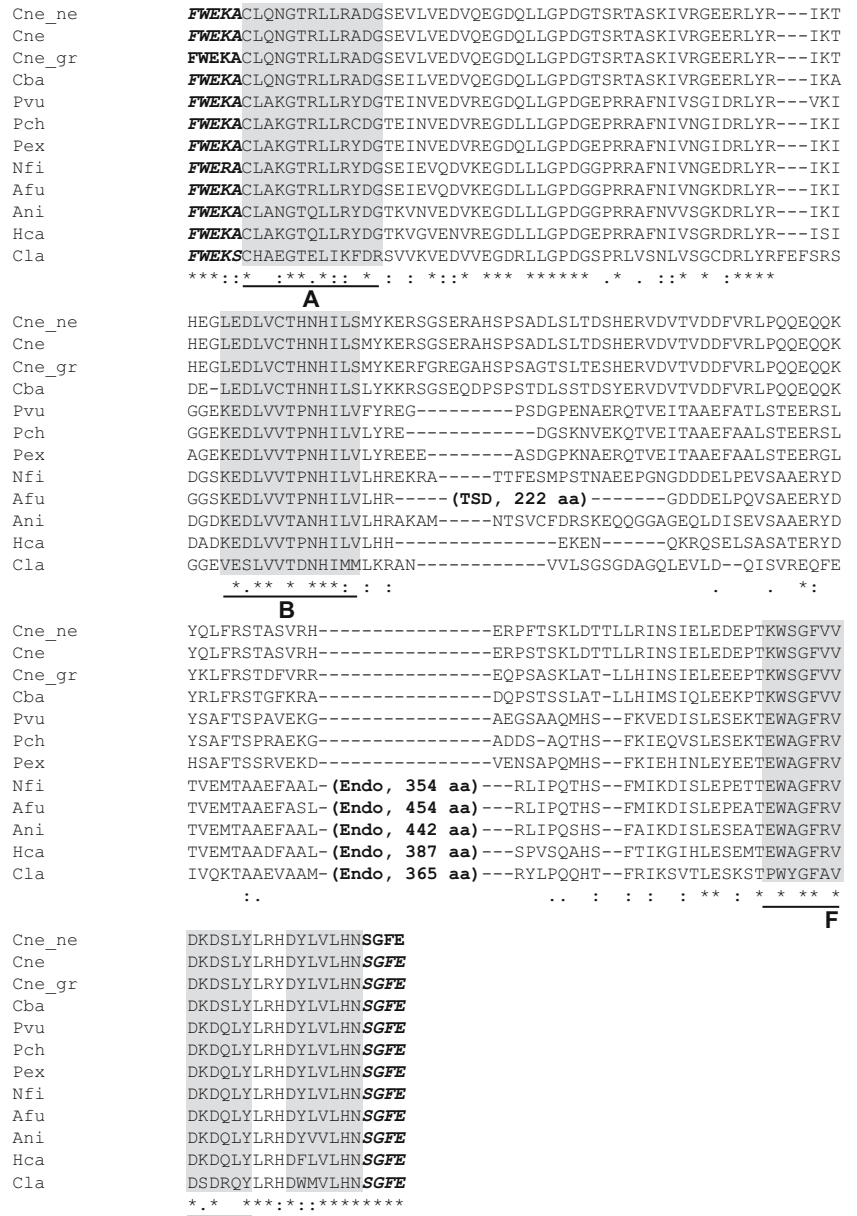 Cne_ne FWEKACLQNGTRLLRADGSEVLVEDVQEGDQLLGPDGTSRTASKIVRGEERLYR---IKT
Cne FWEKACLQNGTRLLRADGSEVLVEDVQEGDQLLGPDGTSRTASKIVRGEERLYR---IKT
Cne_gr FWEKACLQNGTRLLRADGSEVLVEDVQEGDQLLGPDGTSRTASKIVRGEERLYR---IKT
Cba FWEKACLQNGTRLLRADGSEILVEDVQEGDQLLGPDGTSRTASKIVRGEERLYR---IKA
Pvu FWEKACLAKGTRLLRYDGTEINVEDVREGDQLLGPDGEPRRAFNIVSGIDRLYR---VKI
Pch FWEKACLAKGTRLLRCDGTEINVEDVREGDLLLGPDGEPRRAFNIVNGIDRLYR---IKI
Pex FWEKACLAKGTRLLRYDGTEINVEDVREGDQLLGPDGEPRRAFNIVNGIDRLYR---IKI
Nfi FWERACLAKGTRLLRYDGSEIEVQDVKEGDLLLGPDGEPRRAFNIVNGEDRLYR---IKI
Afu FWEKACLAKGTRLLRYDGSEIEVQDVKEGDLLLGPDGEPRRAFNIVNGKDRLYR---IKI
Ani FWEKACLANGTQLLRYDGTKVNVEDVKEGDLLLGPDGGPRRAFNVVSGKDRLYR---IKI
Hca FWEKACLAKGTQLLRYDGTKVGVENVREGDLLLGPDGEPRRAFNIVNGKDRLYR---ISI
Cla FWEKSCHAEGTELIKFDRSVVKVEDVVEGDRLLGPDGSPRLVSNLVSGCDRLYRFEFSRS
***::* :**.*:: * : : *::* *** ****** .* . ::* * :****
A
Cne_ne HEGLEDLVCTHNHILSMYKERSGSERAHSPSADLSLTDSHERVDVTVDDFVRLPQQEQQK
Cne HEGLEDLVCTHNHILSMYKERSGSERAHSPSADLSLTDSHERVDVTVDDFVRLPQQEQQK
Cne_gr HEGLEDLVCTHNHILSMYKERFGREGAHSPSAGTSLTESHERVDVTVDDFVRLPQQEQQK
Cba DE-LEDLVCTHNHILSLYKKRSGSEQDPSPSTDLSSTDSYERVDVTVDDFVRLPQQEQQK
Pvu GGEKEDLVVTPNHILVFYREG----------PSDGPENAERQTVEITAAEFATLSTEERSL
Pch GGEKEDLVVTPNHILVLYRE-----------DGSKNVEKQTVEITAAEFAALSTEERSL
Pex AGEKEDLVVTPNHILVLYREEE---------ASDGPKNAERQTVEITAAEFAALSTEERGL
Nfi DGSKEDLVVTPNHILVLHREKRA-----TTFESMPSTNAEEPGNGDDDELPEVSAAERYD
Afu GGSKEDLVVTPNHILVLHR-----(TSD, 222 aa)-------GDDDELPQVSAEERYD
Ani DGDKEDLVVTANHILVLHRAKAM-----NTSVCFDRSKEQQGGAGEQLDISEVSAAERYD
Hca DADKEDLVVTPNHILVLHH------------EKEN------QKRQSELSASATERYD
Cla GGEVESLVVTDNHIMMLKRAN----------VVLSGSGDAGQLEVLD--QISVREQFE
*.** * ***: : : . . *:
B
Cne_ne YQLFRSTASVRH----------------ERPFTSKLDTTLLRINSIELEDEPTKWSGFVV
Cne YQLFRSTASVRH----------------ERPSTSKLDTTLLRINSIELEDEPTKWSGFVV
Cne_gr YKLFRSTDFVRR----------------EQPSASKLAT-LLHINSIELEEEPTKWSGFVV
Cba YRLFRSTGFKRA----------------DQPSTSSLAT-LLHIMSIQLEEKPTKWSGFVV
Pvu YSAFTSPAVEKG----------------AEGSAAQMHS--FKVEDISLESEKTEWAGFRV
Pch YSAFTSPRAEKG----------------ADDS-AQTHS--FKIEQVSLESEKTEWAGFRV
Pex HSAFTSSRVEKD----------------VENSAPQMHS--FKIEHINLEYEETEWAGFRV
Nfi TVEMTAAEFAAL-(Endo, 354 aa)---RLIPQTHS--FMIKDISLEPETTEWAGFRV
Afu TVEMTAAEFASL-(Endo, 454 aa)---RLIPQTHS--FMIKDISLEPEATEWAGFRV
Ani TVEMTAAEFAAL-(Endo, 442 aa)---RLIPQSHS--FAIKDISLESEATEWAGFRV
Hca TVEMTAADFAAL-(Endo, 387 aa)---SPVSQAHS--FTIKGIHLESEMTEWAGFRV
Cla IVQKTAAEVAAM-(Endo, 365 aa)---RYLPQQHT--FRIKSVTLESKSTPWYGFAV
:. .. : : : : ** : * * ** *
F
Cne_ne DKDSLYLRHDYLVLHNSGFE
Cne DKDSLYLRHDYLVLHNSGFE
Cne_gr DKDSLYLRYDYLVLHNSGFE
Cba DKDSLYLRHDYLVLHNSGFE
Pvu DKDQLYLRHDYLVLHNSGFE
Pch DKDQLYLRHDYLVLHNSGFE
Pex DKDQLYLRHDYLVLHNSGFE
Nfi DKDQLYLRHDYLVLHNSGFE
Afu DKDQLYLRHDYLVLHNSGFE
Ani DKDQLYLRHDYVVLHNSGFE
Hca DKDQLYLRHDFLVLHNSGFE
Cla DSDRQYLRHDWMVLHNSGFE
*.* ***:*::********